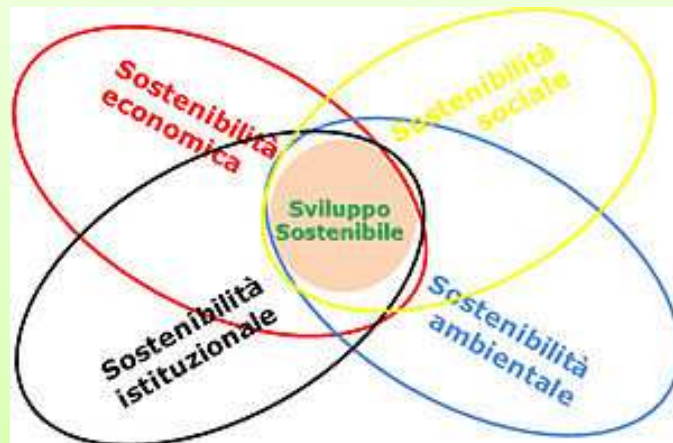 Sostenibilità
economica
Sostenibilità
sociale
Sviluppo
Sostenibile
Sostenibilità
istituzionale
Sostenibilità
ambientale